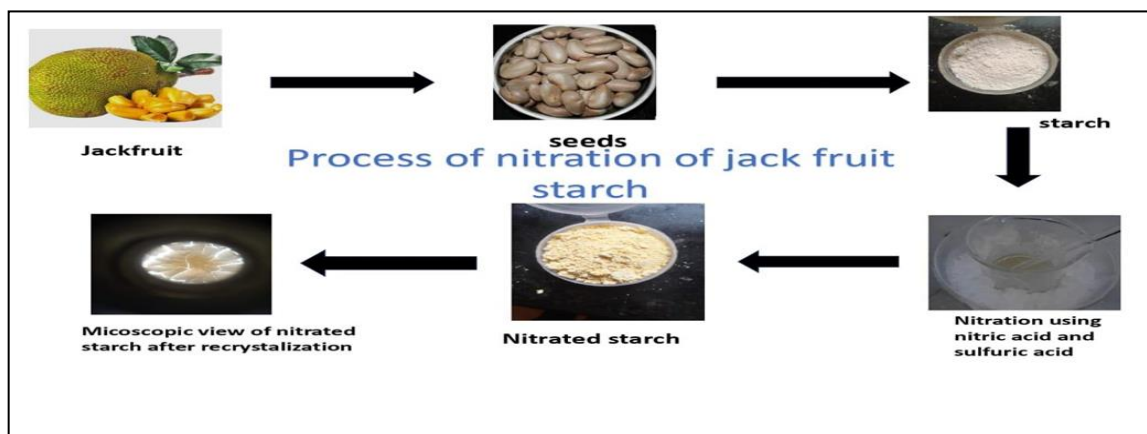 Jackfruit
seeds
starch
Process of nitration of jack fruit
starch
Micoscopic view of nitrated
starch after recrystalization
Nitrated starch
Nitration using
nitric acid and
sulfuric acid